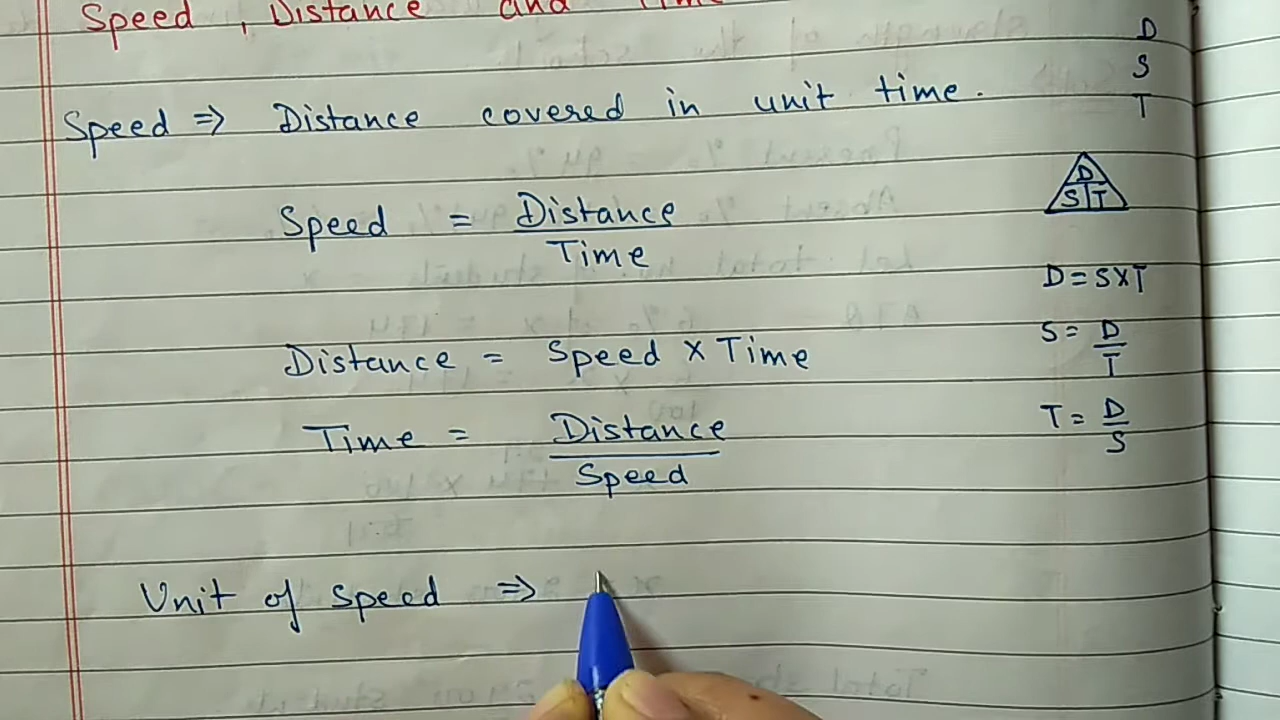 Speed, Distance and Time
Speed ⇒ Distance covered in unit time.
Speed = Distance
Time
Distance = Speed X Time
Time = Distance
Speed
Unit of speed ⇒
D
S
T
D
S T
D = S X T
S = D
T
T = D
S